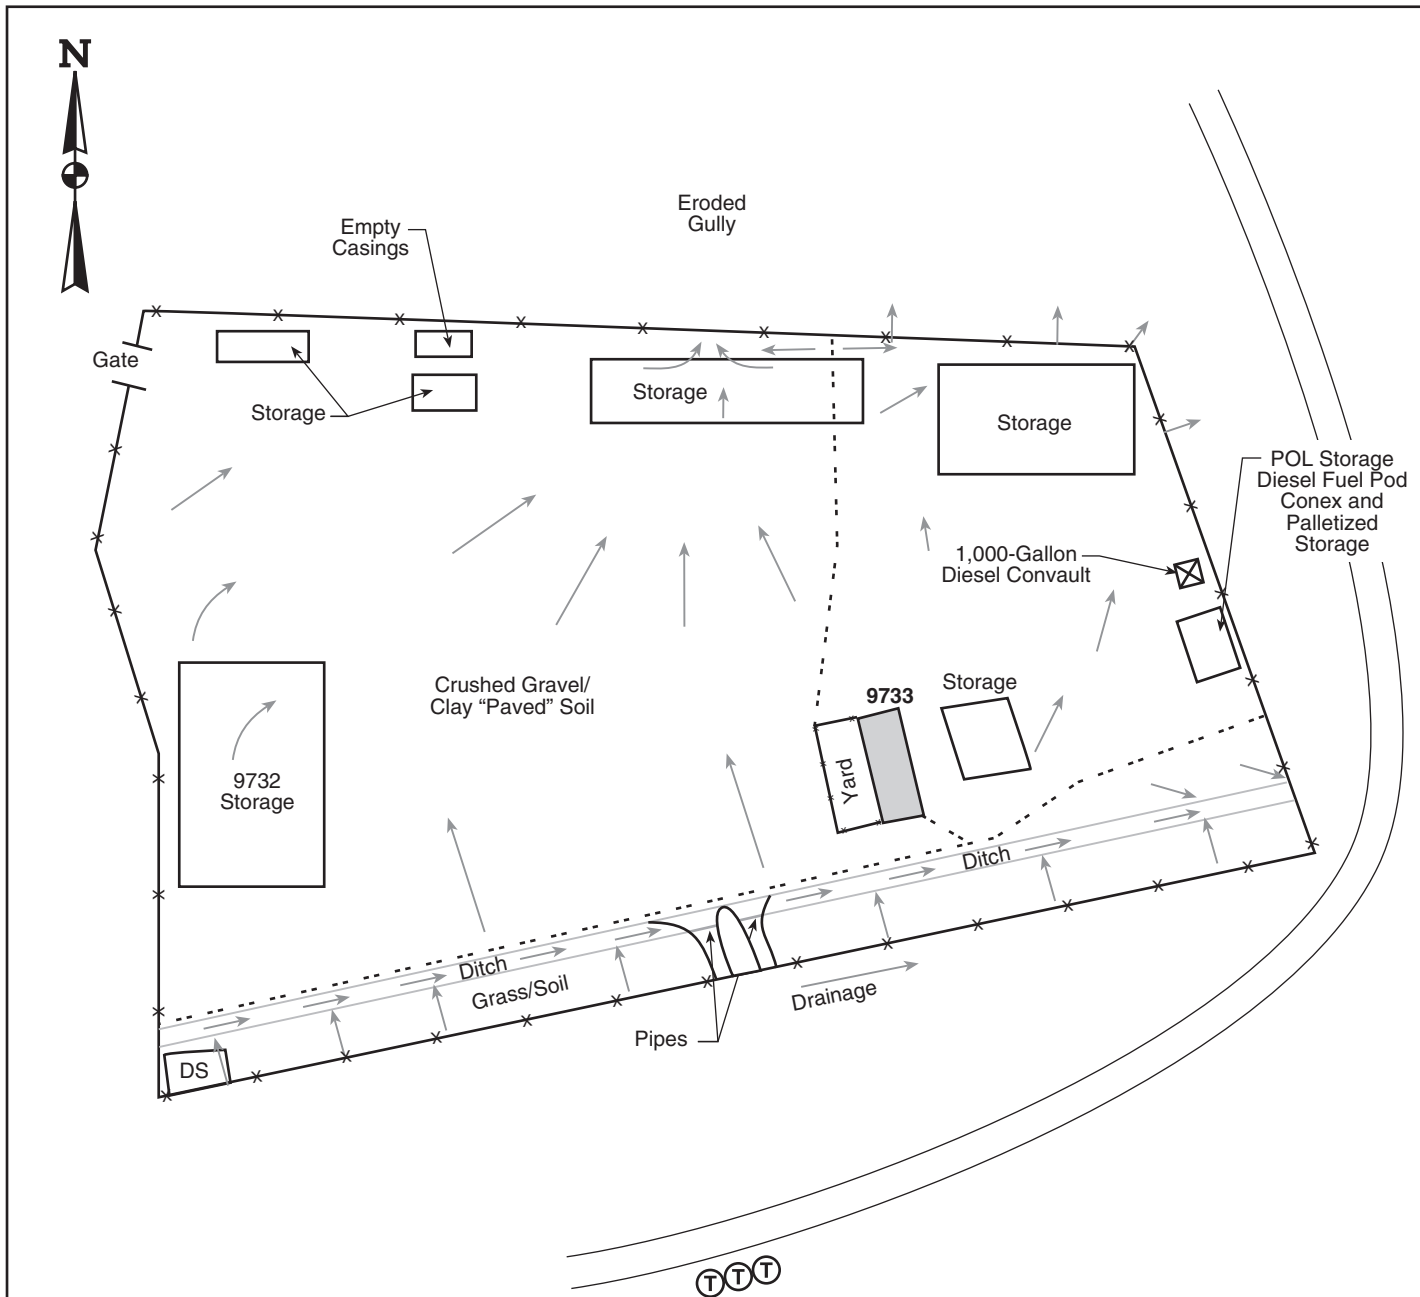 N
Eroded
Gully
Empty
Casings
Gate
Storage
Storage
Storage
POL Storage
Diesel Fuel Pod
Conex and
Palletized
Storage
1,000-Gallon
Diesel Convault
Crushed Gravel/
Clay “Paved” Soil
Storage
9733
Yard
9732
Storage
Ditch
Ditch
Grass/Soil
Drainage
Pipes
DS
T T T